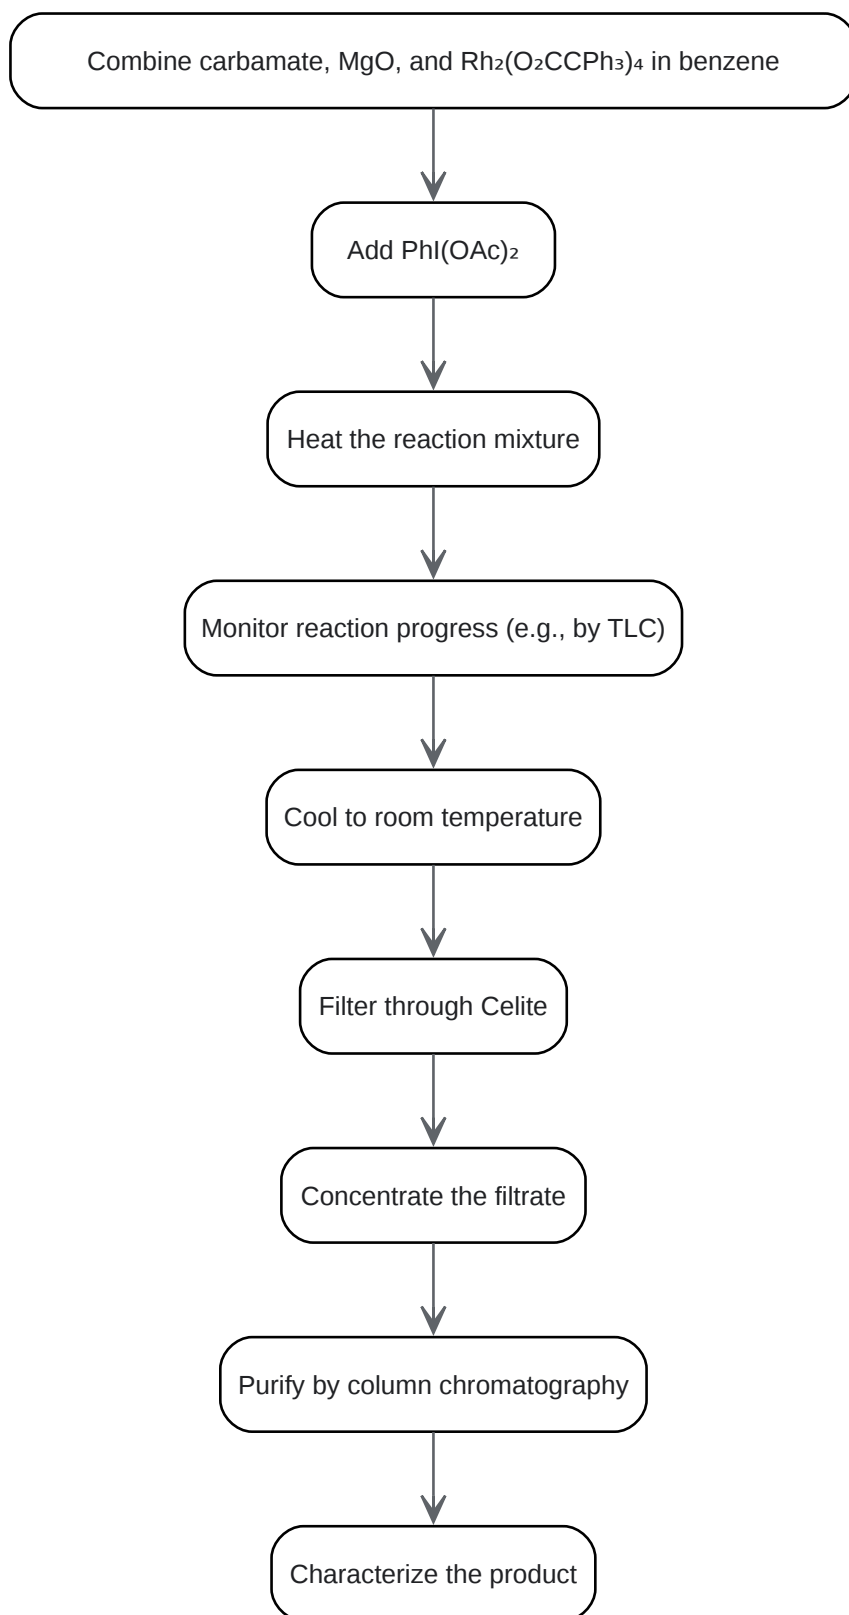 Combine carbamate, MgO, and Rh₂(O₂CCPh₃)₄ in benzene
Add PhI(OAc)₂
Heat the reaction mixture
Monitor reaction progress (e.g., by TLC)
Cool to room temperature
Filter through Celite
Concentrate the filtrate
Purify by column chromatography
Characterize the product